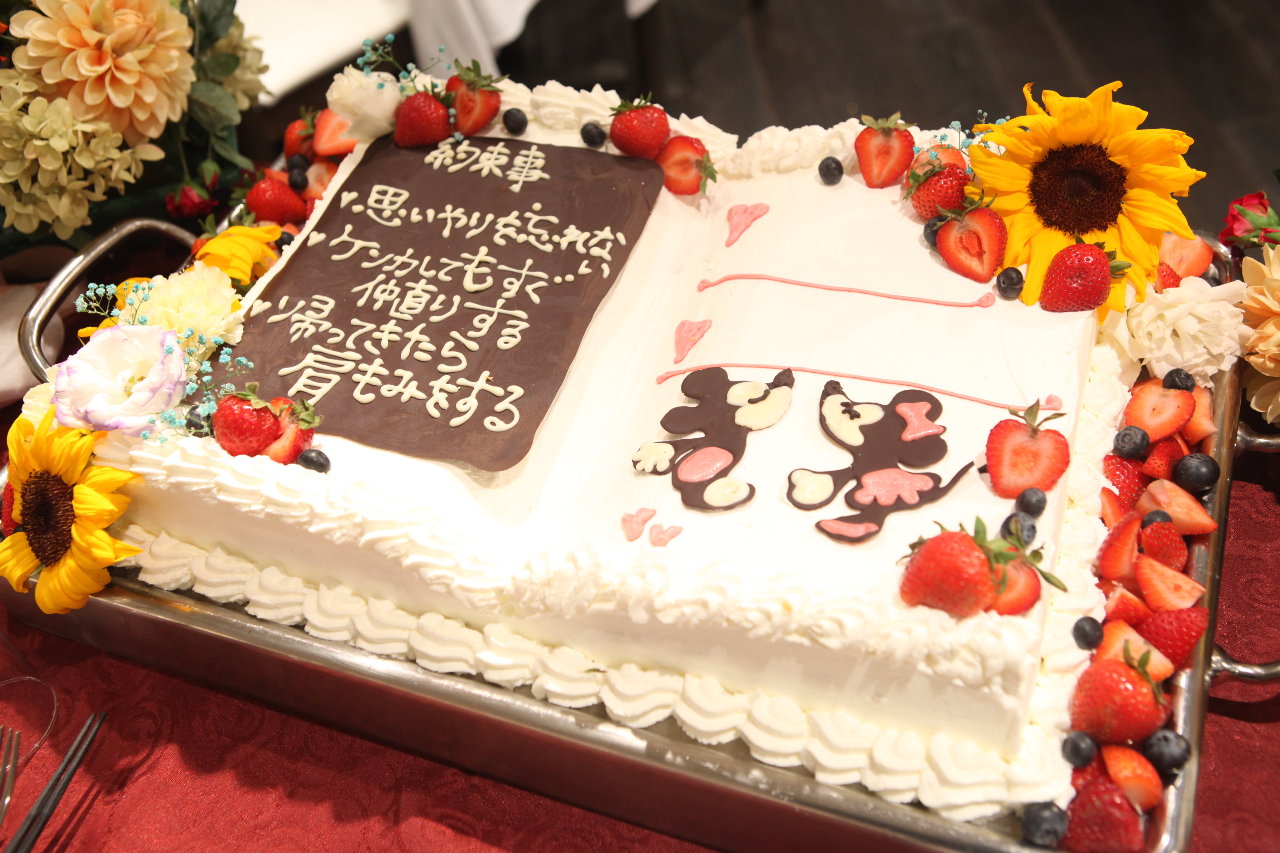 約束事
♥思いやりを忘れない
♥ケンカしてもすぐ…
仲直りする
♥帰ってきたら
肩もみをする